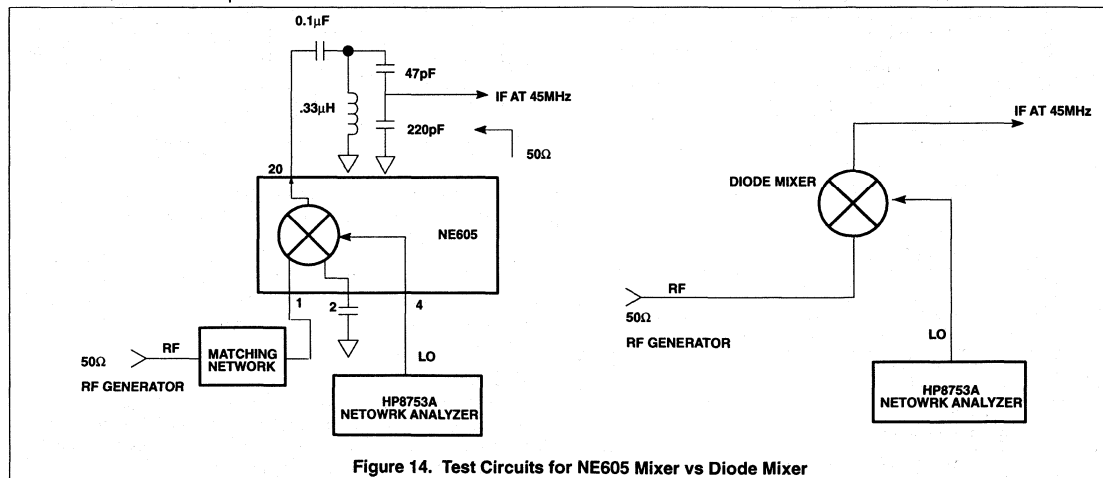 0.1µF
47pF
.33µH
IF AT 45MHz
220pF
50Ω
20
NE605
1
2
4
RF
50Ω
MATCHING NETWORK
RF GENERATOR
LO
HP8753A
NETOWRK ANALYZER
IF AT 45MHz
DIODE MIXER
RF
50Ω
RF GENERATOR
LO
HP8753A
NETOWRK ANALYZER
Figure 14. Test Circuits for NE605 Mixer vs Diode Mixer